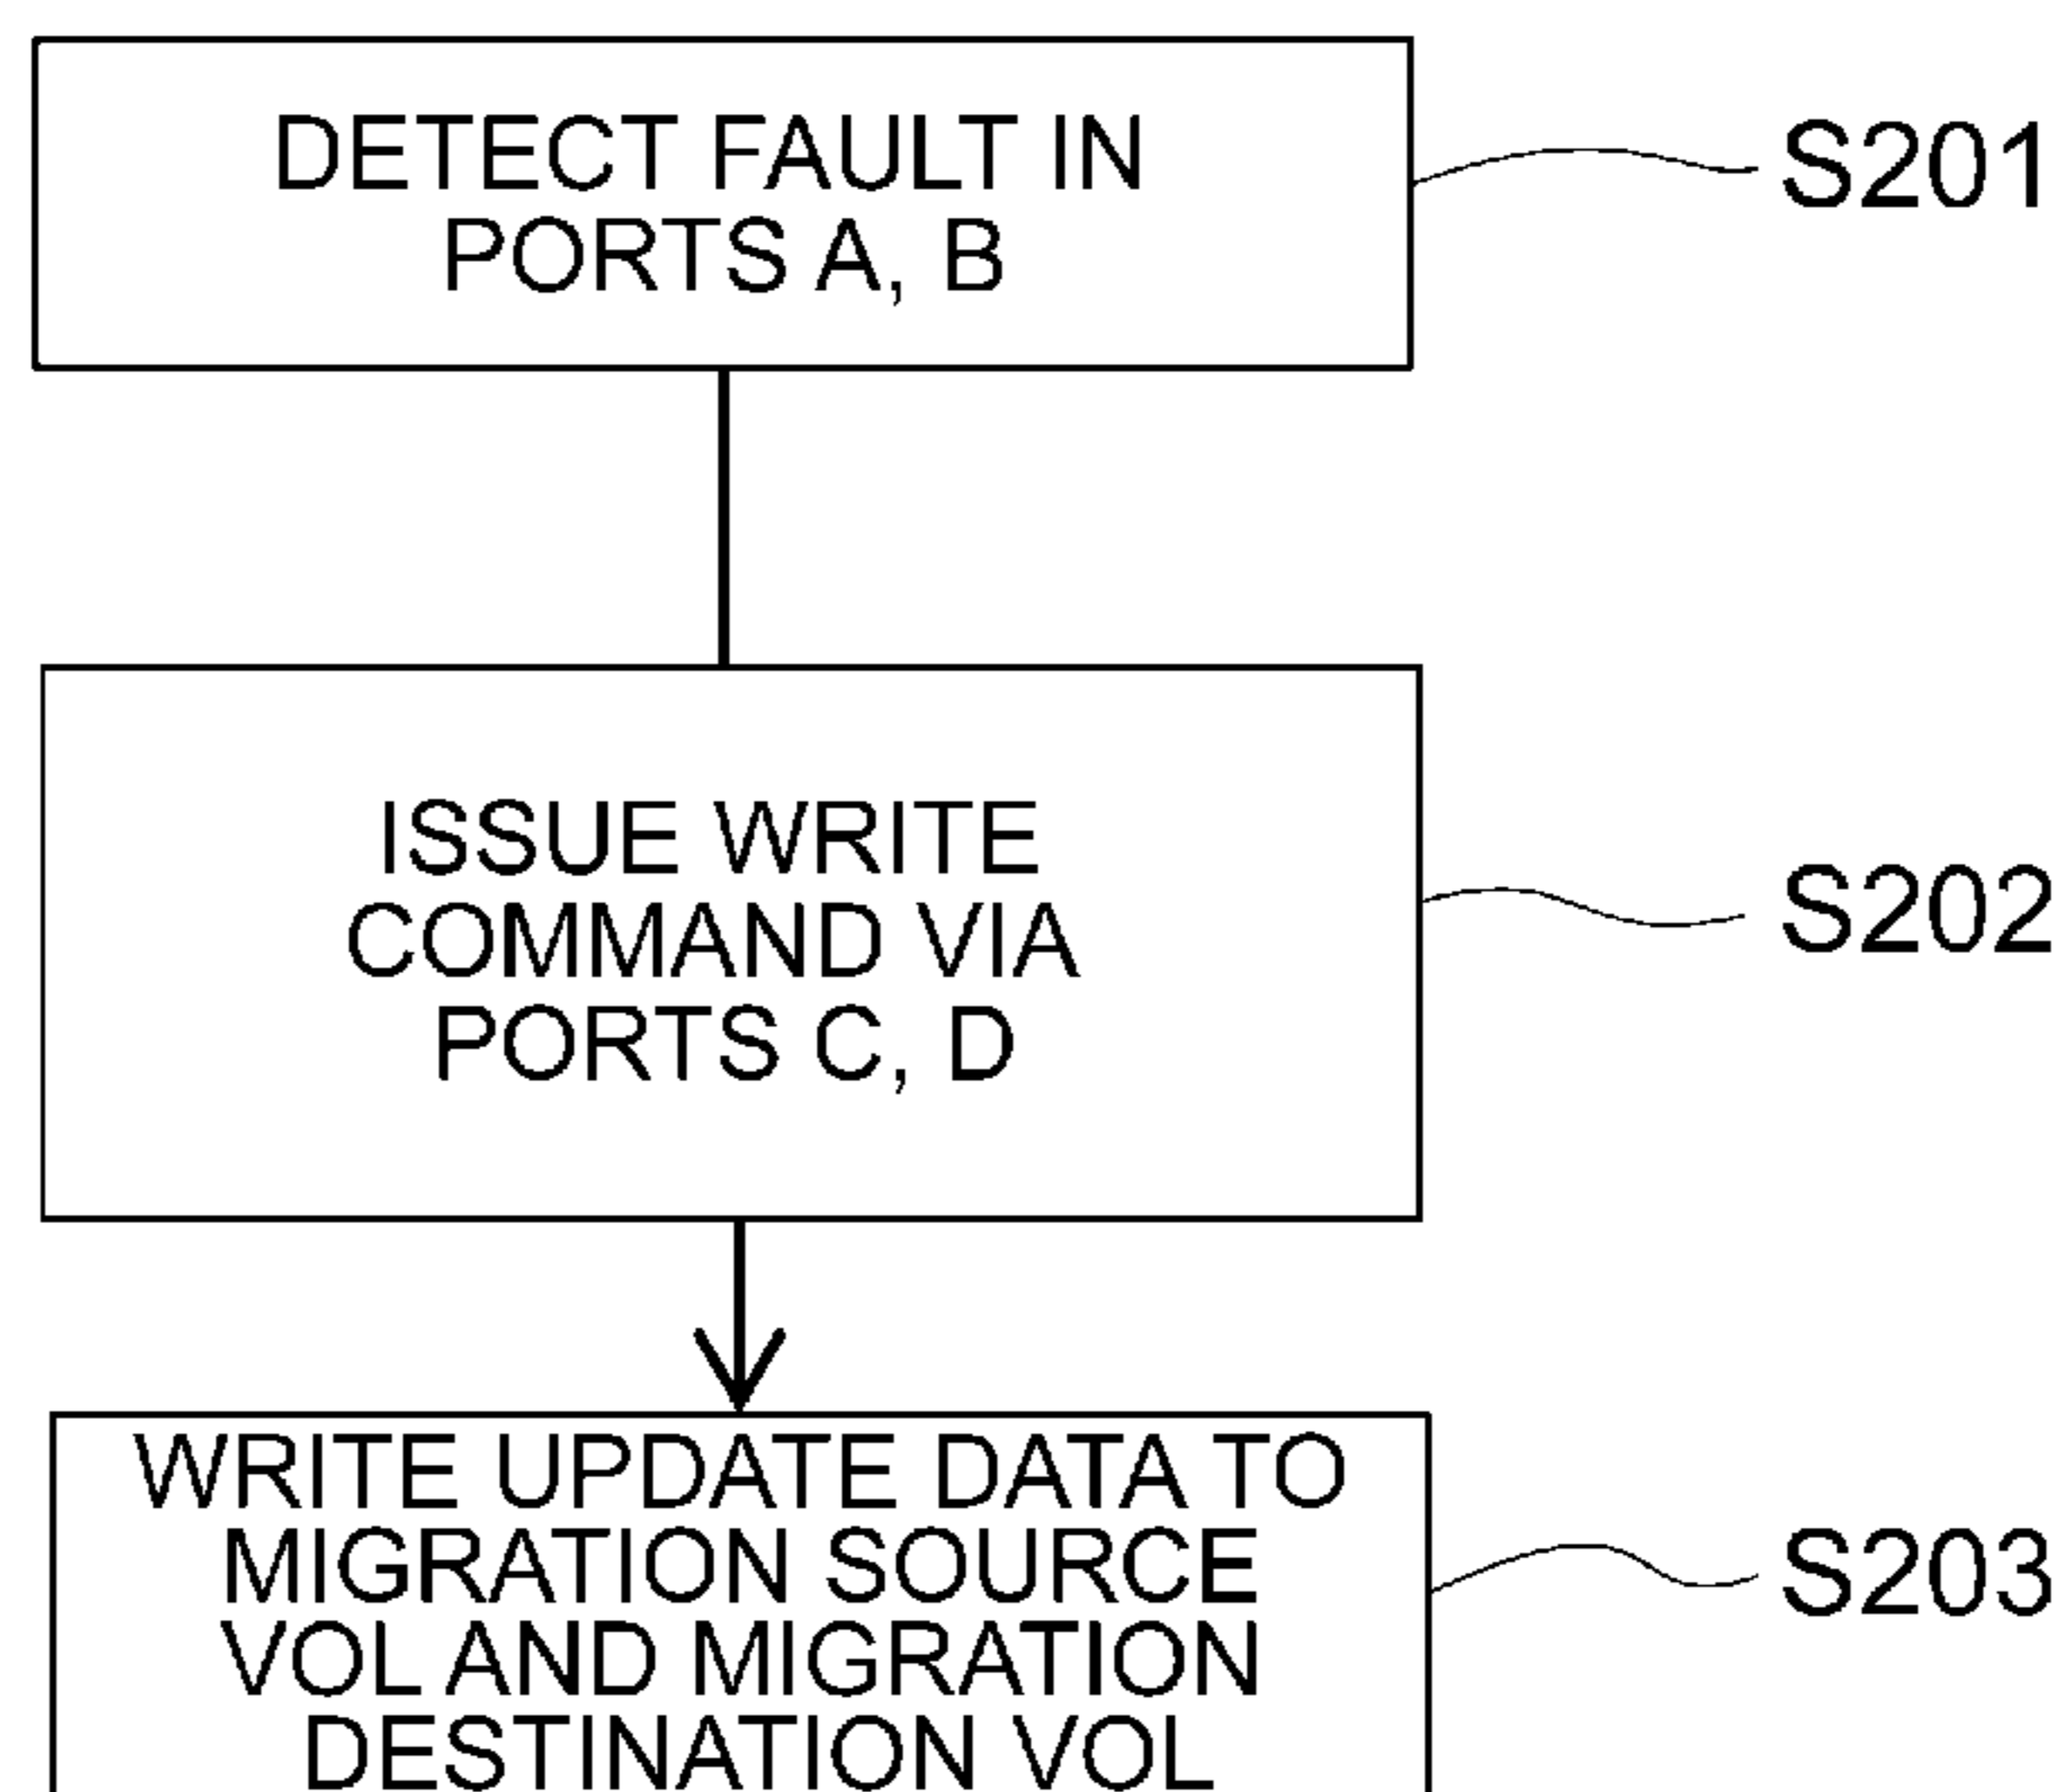 DETECT FAULT IN
PORTS A, B
S201
ISSUE WRITE
COMMAND VIA
PORTS C, D
S202
WRITE UPDATE DATA TO
MIGRATION SOURCE
VOL AND MIGRATION
DESTINATION VOL
S203